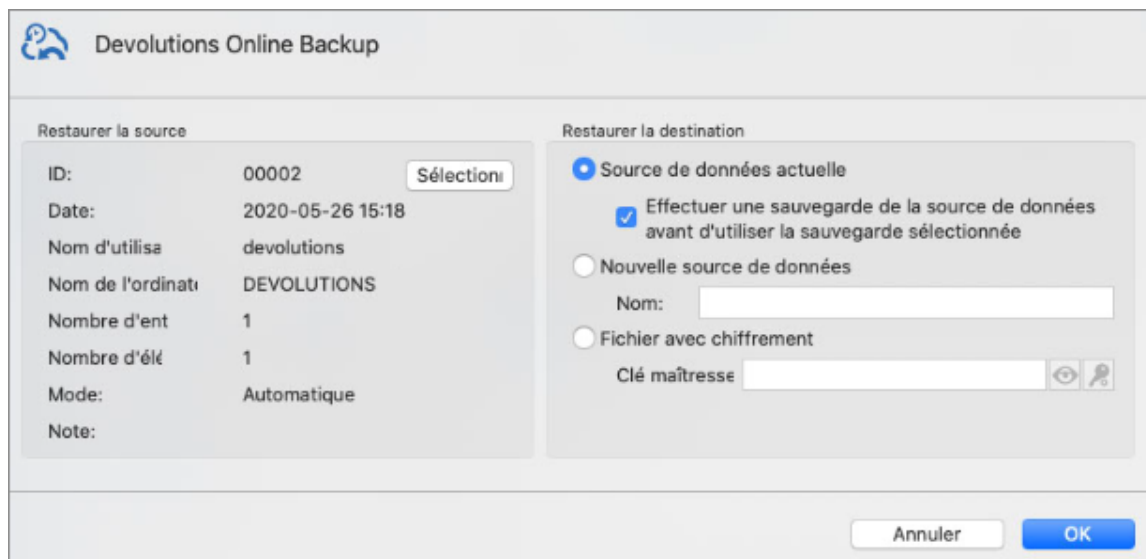 Devolutions Online Backup
Restaurer la source
ID: 00002 Sélection
Date: 2020-05-26 15:18
Nom d'utilisa devolutions
Nom de l'ordinat DEVOLUTIONS
Nombre d'ent 1
Nombre d'élé 1
Mode: Automatique
Note:
Restaurer la destination
Source de données actuelle
Effectuer une sauvegarde de la source de données
avant d'utiliser la sauvegarde sélectionnée
Nouvelle source de données
Nom:
Fichier avec chiffrement
Clé maîtresse
Annuler OK